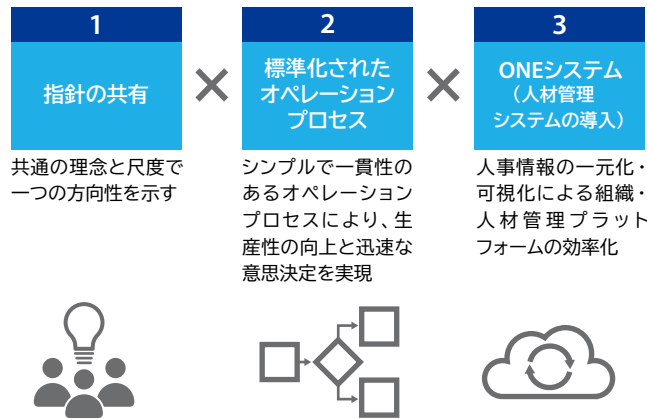 1
指針の共有
共通の理念と尺度で
一つの方向性を示す
×
2
標準化された
オペレーション
プロセス
シンプルで一貫性の
あるオペレーション
プロセスにより、生
産性の向上と迅速な
意思決定を実現
×
3
ONEシステム
（人材管理
システムの導入）
人事情報の一元化・
可視化による組織・
人材管理プラット
フォームの効率化